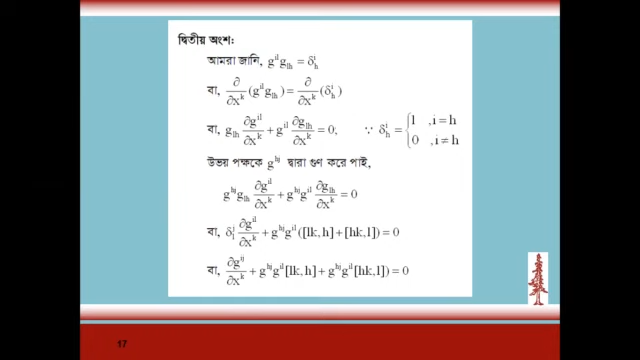 দ্বিতীয় অংশ:
আমরা জানি, g^{il}g_{lh} = δ^i_h
বা, ∂/∂x^k (g^{il}g_{lh}) = ∂/∂x^k (δ^i_h)
বা, g_{lh} ∂g^{il}/∂x^k + g^{il} ∂g_{lh}/∂x^k = 0; ∵ δ^i_h = {1 , i = h; 0 , i ≠ h
উভয় পক্ষকে g^{hj} দ্বারা গুণ করে পাই,
g^{hj}g_{lh} ∂g^{il}/∂x^k + g^{hj}g^{il} ∂g_{lh}/∂x^k = 0
বা, δ^j_l ∂g^{il}/∂x^k + g^{hj}g^{il}([lk, h] + [hk, l]) = 0
বা, ∂g^{ij}/∂x^k + g^{hj}g^{il}[lk, h] + g^{hj}g^{il}[hk, l]) = 0
17